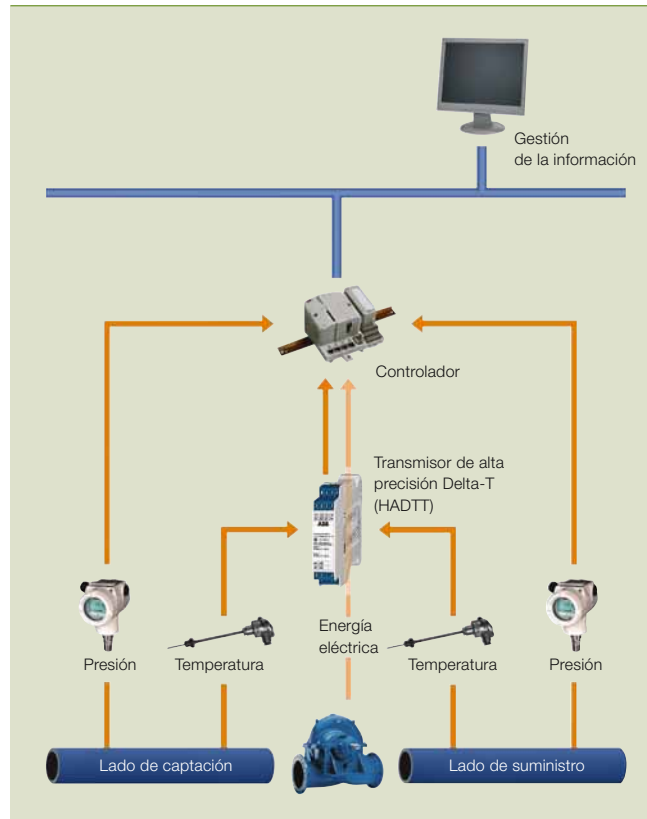 Gestión
de la información
Controlador
Transmisor de alta
precisión Delta-T
(HADTT)
ABB
Energía
eléctrica
Presión
Temperatura
Temperatura
Presión
Lado de captación
Lado de suministro